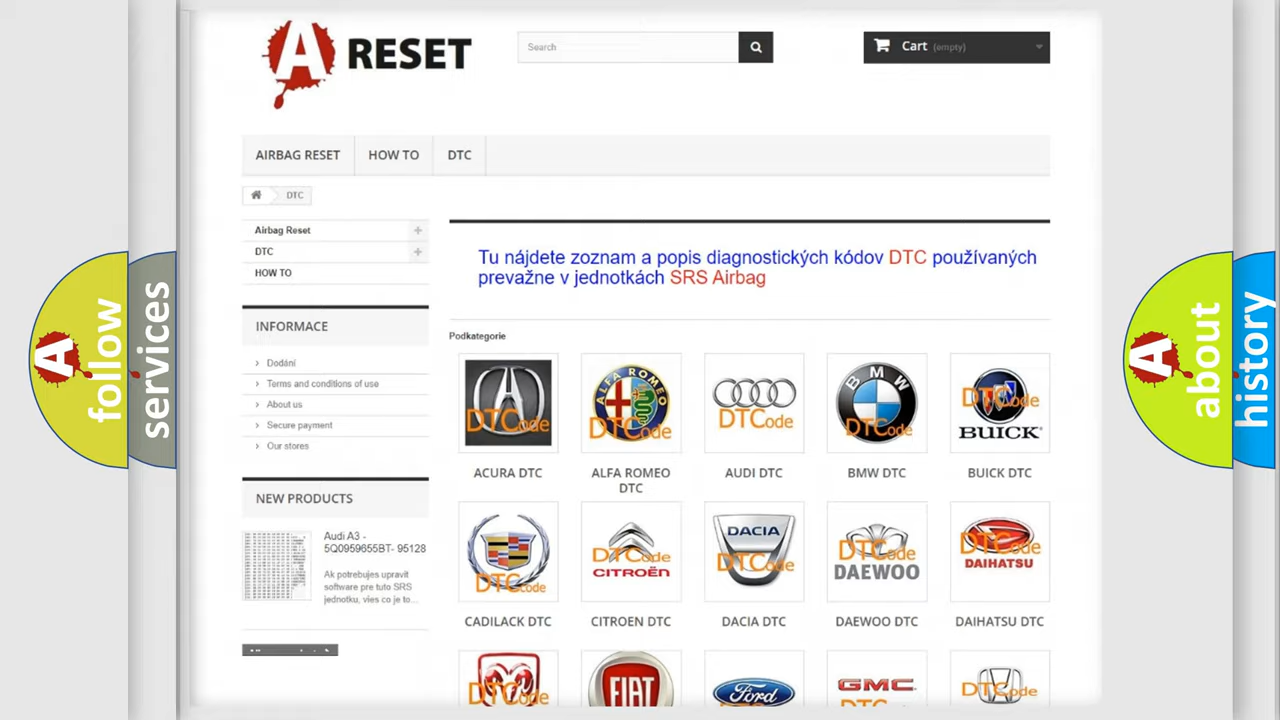 A RESET
Search
Cart (empty)
AIRBAG RESET
HOW TO
DTC
DTC
Airbag Reset
DTC
HOW TO
INFORMACE
Dodání
Terms and conditions of use
About us
Secure payment
Our stores
NEW PRODUCTS
Audi A3 -
5Q0959655BT- 95128
Ak potrebujes upravit
software pre tuto SRS
jednotku, vies co je to...
Tu nájdete zoznam a popis diagnostických kódov DTC používaných
prevažne v jednotkách SRS Airbag
Podkategorie
DTCode
ALFA ROMEO
DTCode
DTCode
BMW
DTCode
DTCode
BUICK
ACURA DTC
ALFA ROMEO
DTC
AUDI DTC
BMW DTC
BUICK DTC
DTCode
DTCode
CITROËN
DACIA
DTCode
DTCode
DAEWOO
DTCode
DAIHATSU
CADILACK DTC
CITROEN DTC
DACIA DTC
DAEWOO DTC
DAIHATSU DTC
DTCode
FIAT
Ford
GMC
DTCode
A follow
services
A about
history